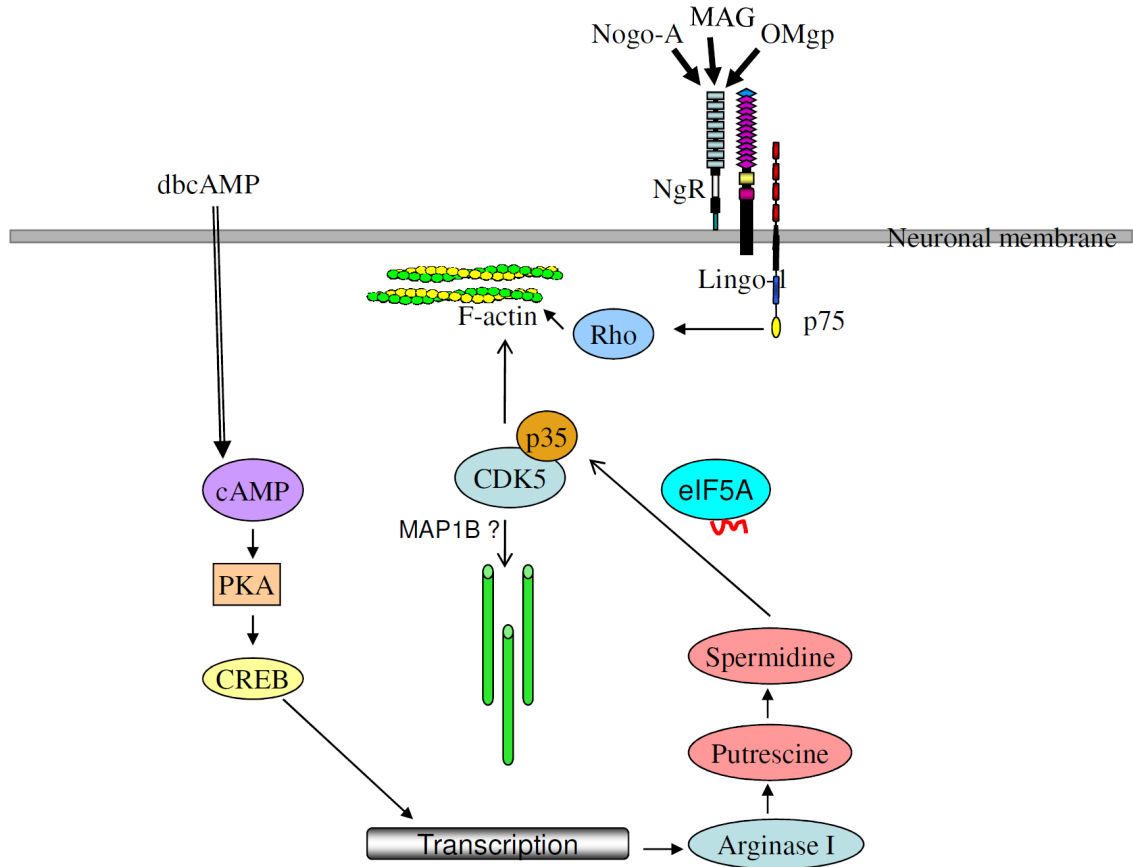 MAG
Nogo-A
OMgp
dbcAMP
NgR
Neuronal membrane
Lingo-1
F-actin
Rho
p75
p35
CDK5
cAMP
eIF5A
MAP1B ?
PKA
CREB
Spermidine
Putrescine
Transcription
Arginase I